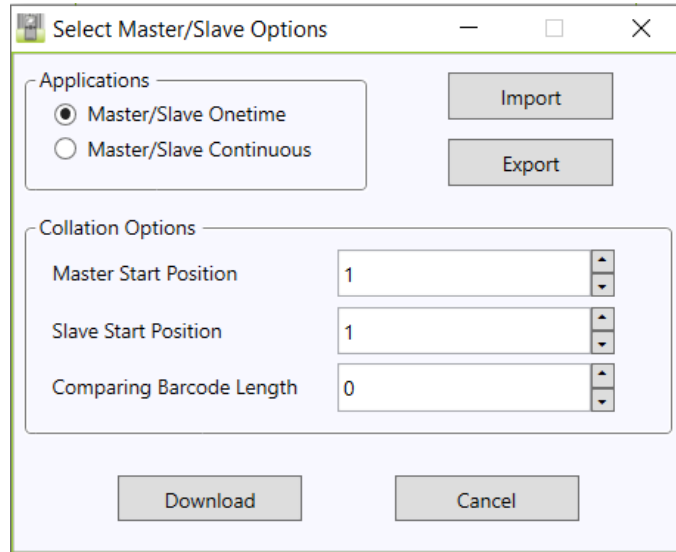 Select Master/Slave Options
Applications
Master/Slave Onetime
Master/Slave Continuous
Import
Export
Collation Options
Master Start Position 1
Slave Start Position 1
Comparing Barcode Length 0
Download Cancel